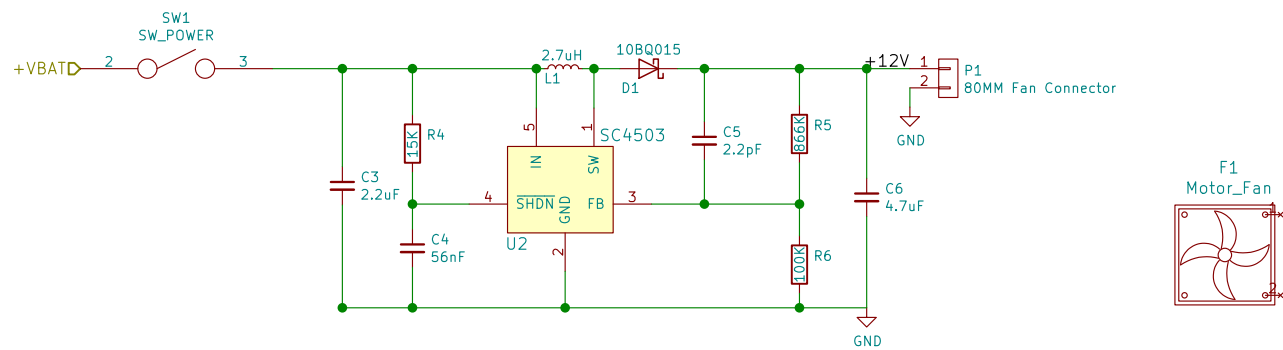 SW1
SW_POWER
+VBAT
2
3
2.7uH
L1
10BQ015
D1
+12V
1
2
P1
80MM Fan Connector
GND
R4
15K
5
1
SC4503
IN
SW
C5
2.2pF
R5
866K
C3
2.2uF
4
SHDN
GND
FB
3
U2
2
C4
56nF
C6
4.7uF
R6
100K
GND
F1
Motor_Fan
1
2